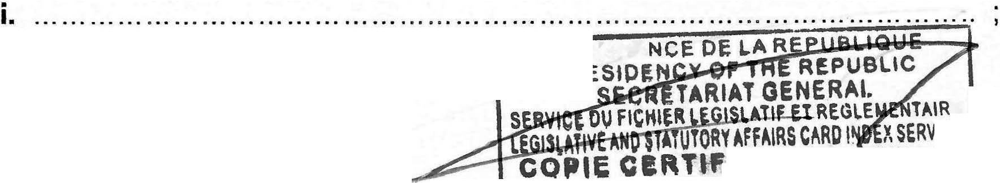 i. ........................................................................................................ ;
NCE DE LA REPUBLIQUE
ESIDENCY OF THE REPUBLIC
SECRETARIAT GENERAL
SERVICE DU FICHIER LEGISLATIF ET REGLEMENTAIR
LEGISLATIVE AND STATUTORY AFFAIRS CARD INDEX SERV
COPIE CERTIF